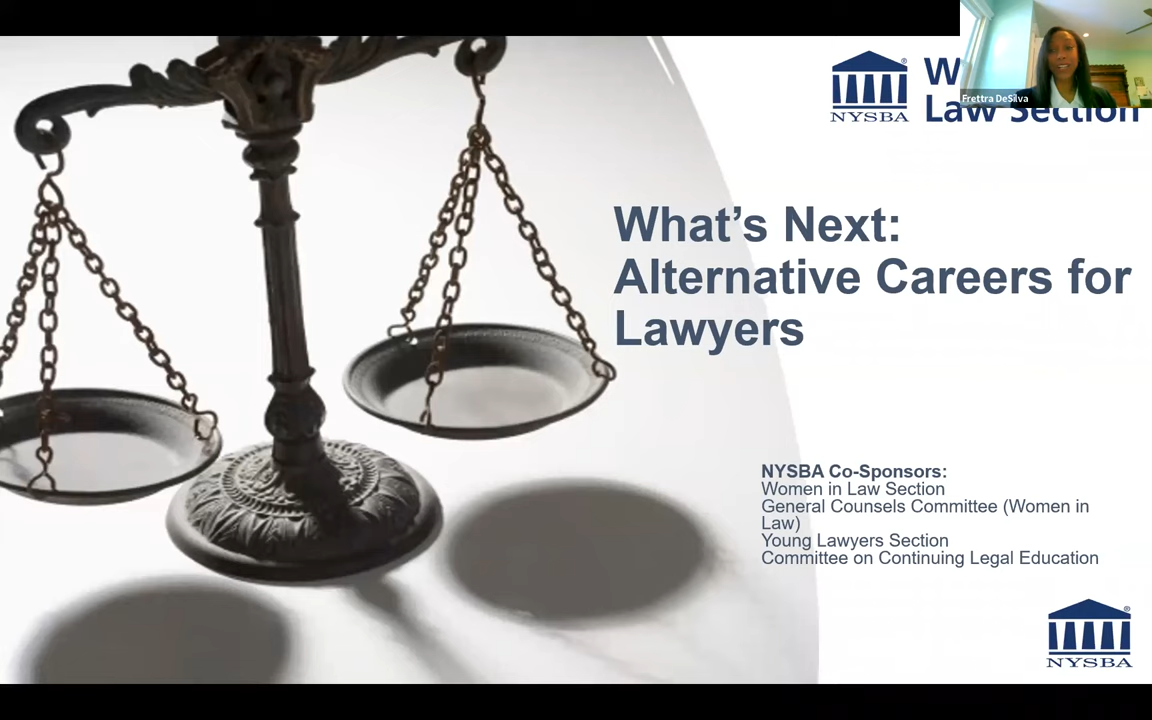 W
Law Section
NYSBA
Frettra DeSilva
What's Next:
Alternative Careers for
Lawyers
NYSBA Co-Sponsors:
Women in Law Section
General Counsels Committee (Women in
Law)
Young Lawyers Section
Committee on Continuing Legal Education
NYSBA